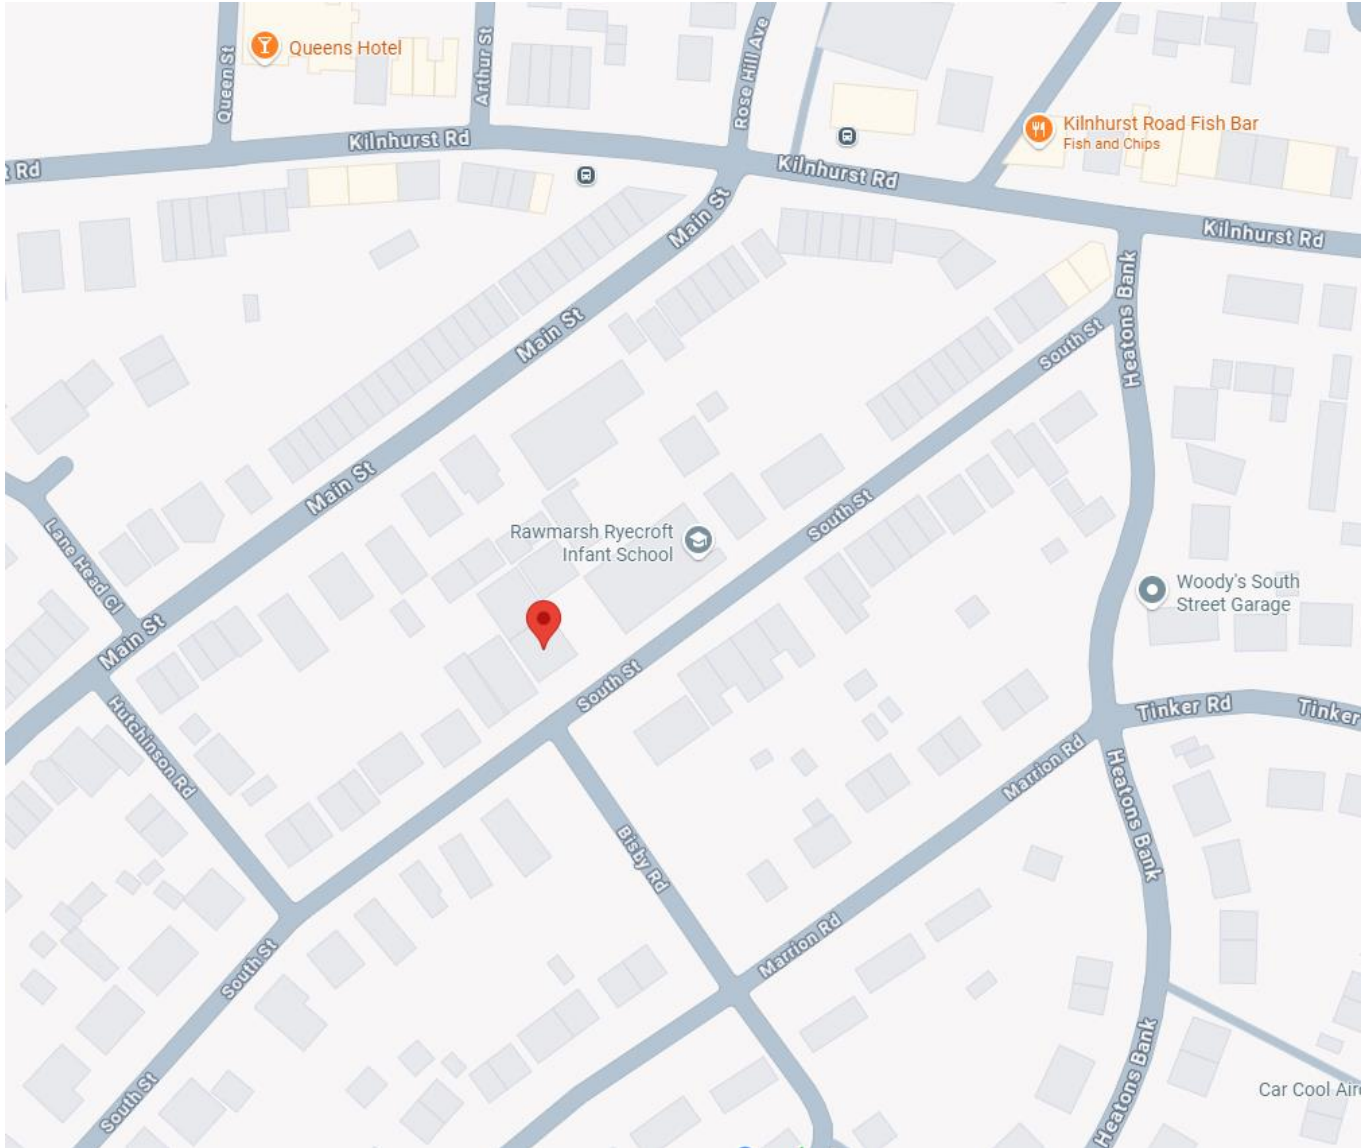 Queens Hotel
Queen St
Arthur St
Rose Hill Ave
Kilnhurst Road Fish Bar
Fish and Chips
Kilnhurst Rd
Rd
Kilnhurst Rd
Main St
Kilnhurst Rd
Heatons Bank
Main St
South St
Main St
South St
Rawmarsh Ryecroft
Infant School
Lane Head Cl
Woody's South
Street Garage
Main St
South St
Hutchinson Rd
Tinker Rd
Tinker
Marrion Rd
Heatons Bank
Bisby Rd
Marrion Rd
South St
Heatons Bank
Car Cool Airc
South St